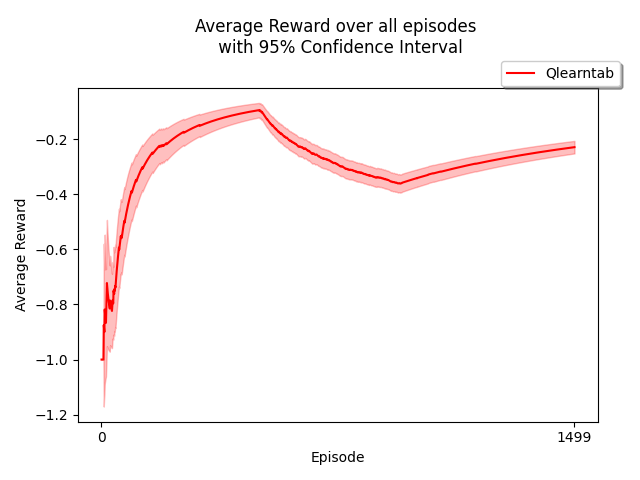 Average Reward over all episodes
with 95% Confidence Interval
Qlearntab
Average Reward
−0.2
−0.4
−0.6
−0.8
−1.0
−1.2
0
1499
Episode